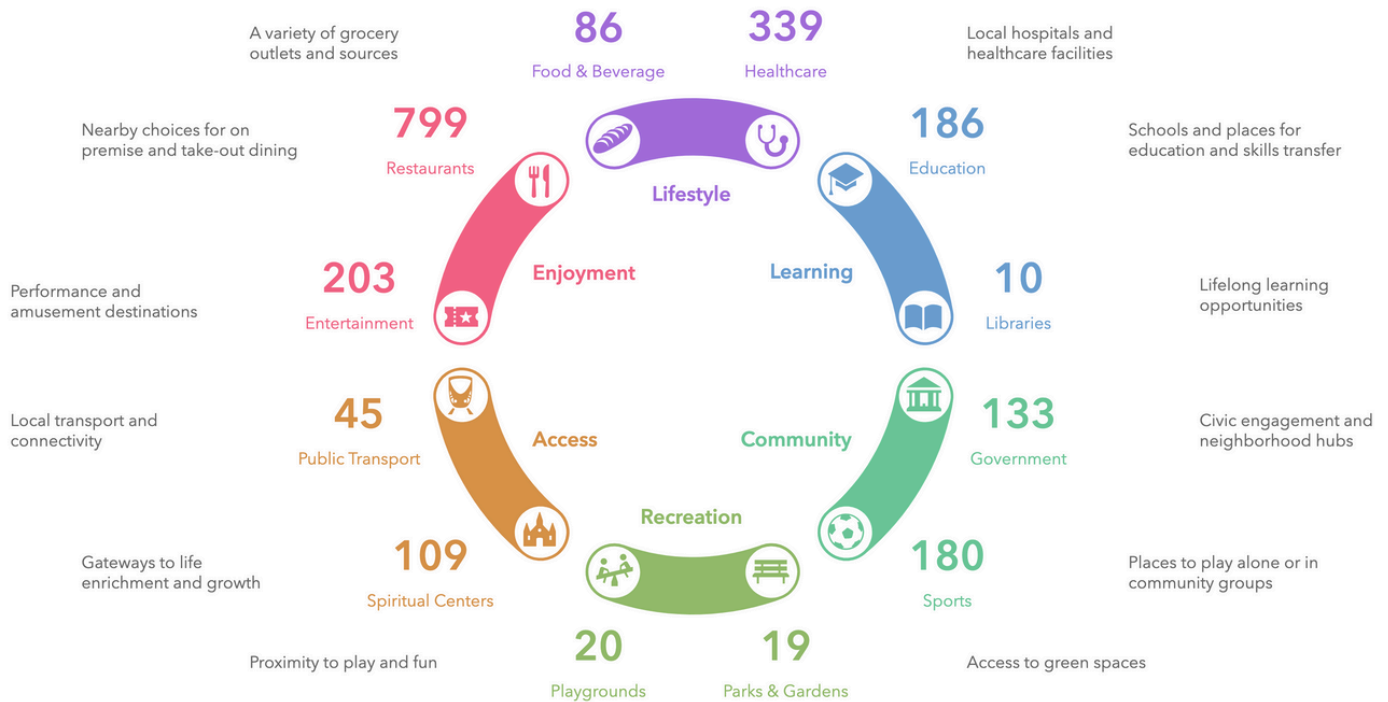 A variety of grocery
outlets and sources
86
Food & Beverage
339
Healthcare
Local hospitals and
healthcare facilities
Nearby choices for on
premise and take-out dining
799
Restaurants
186
Education
Schools and places for
education and skills transfer
Lifestyle
Enjoyment
Learning
Performance and
amusement destinations
203
Entertainment
10
Libraries
Lifelong learning
opportunities
Local transport and
connectivity
45
Public Transport
Access
Community
133
Government
Civic engagement and
neighborhood hubs
Recreation
Gateways to life
enrichment and growth
109
Spiritual Centers
180
Sports
Places to play alone or in
community groups
Proximity to play and fun
20
Playgrounds
19
Parks & Gardens
Access to green spaces